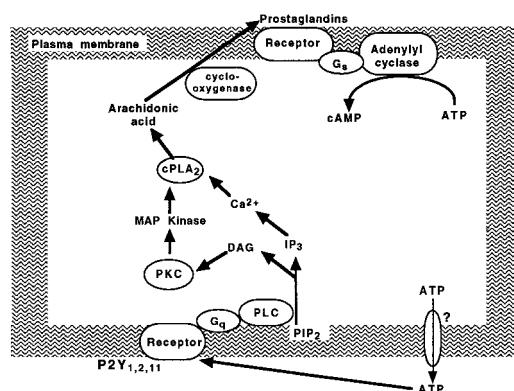 Prostaglandins
Plasma membrane
Receptor
Gs
Adenylyl
cyclase
cyclo-
oxygenase
cAMP
ATP
Arachidonic
acid
cPLA2
Ca2+
MAP Kinase
DAG
IP3
PKC
ATP
?
PLC
Gq
PIP2
Receptor
P2Y1,2,11
ATP